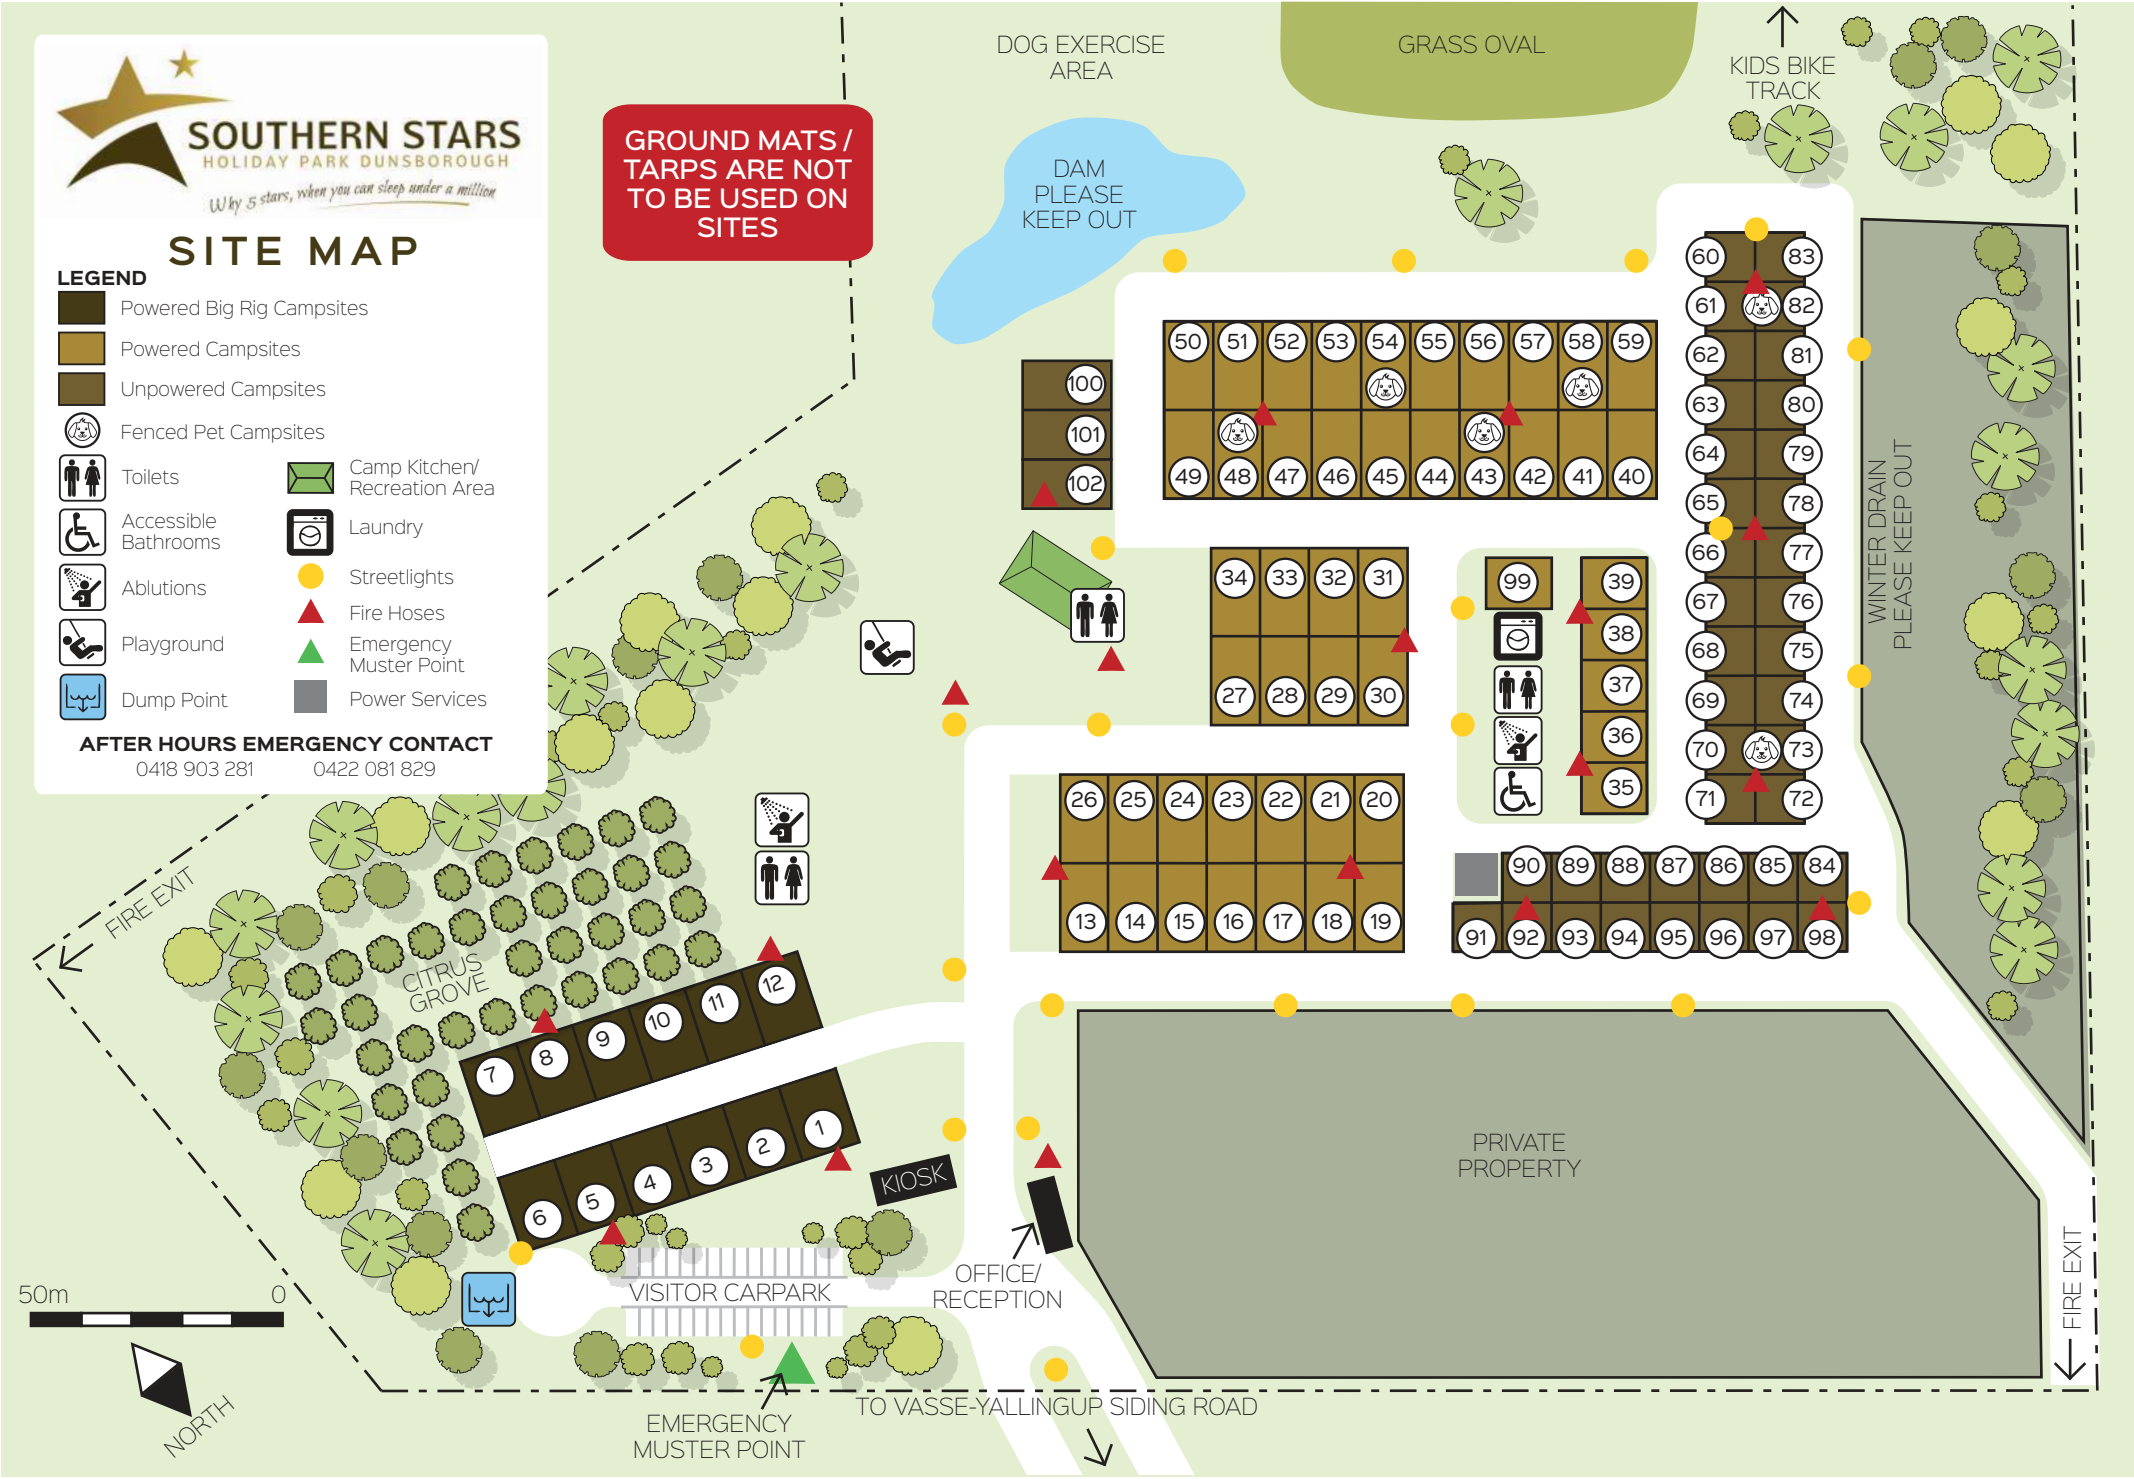 SOUTHERN STARS
HOLIDAY PARK DUNSBOROUGH
Why 5 stars, when you can sleep under a million
SITE MAP
LEGEND
Powered Big Rig Campsites
Powered Campsites
Unpowered Campsites
Fenced Pet Campsites
Toilets
Accessible
Bathrooms
Ablutions
Playground
Dump Point
Camp Kitchen/
Recreation Area
Laundry
Streetlights
Fire Hoses
Emergency
Muster Point
Power Services
AFTER HOURS EMERGENCY CONTACT
0418 903 281 0422 081 829
GROUND MATS /
TARPS ARE NOT
TO BE USED ON
SITES
DOG EXERCISE
AREA
GRASS OVAL
KIDS BIKE
TRACK
DAM
PLEASE
KEEP OUT
60 83
61 82
62 81
63 80
64 79
65 78
66 77
67 76
68 75
69 74
70 73
71 72
50 51 52 53 54 55 56 57 58 59
49 48 47 46 45 44 43 42 41 40
100
101
102
34 33 32 31
27 28 29 30
99
39
38
37
36
35
WINTER DRAIN
PLEASE KEEP OUT
26 25 24 23 22 21 20
13 14 15 16 17 18 19
90 89 88 87 86 85 84
91 92 93 94 95 96 97 98
FIRE EXIT
CITRUS
GROVE
7 8 9 10 11 12
6 5 4 3 2 1
KIOSK
PRIVATE
PROPERTY
OFFICE/
RECEPTION
VISITOR CARPARK
FIRE EXIT
50m 0
NORTH
EMERGENCY
MUSTER POINT
TO VASSE-YALLINGUP SIDING ROAD